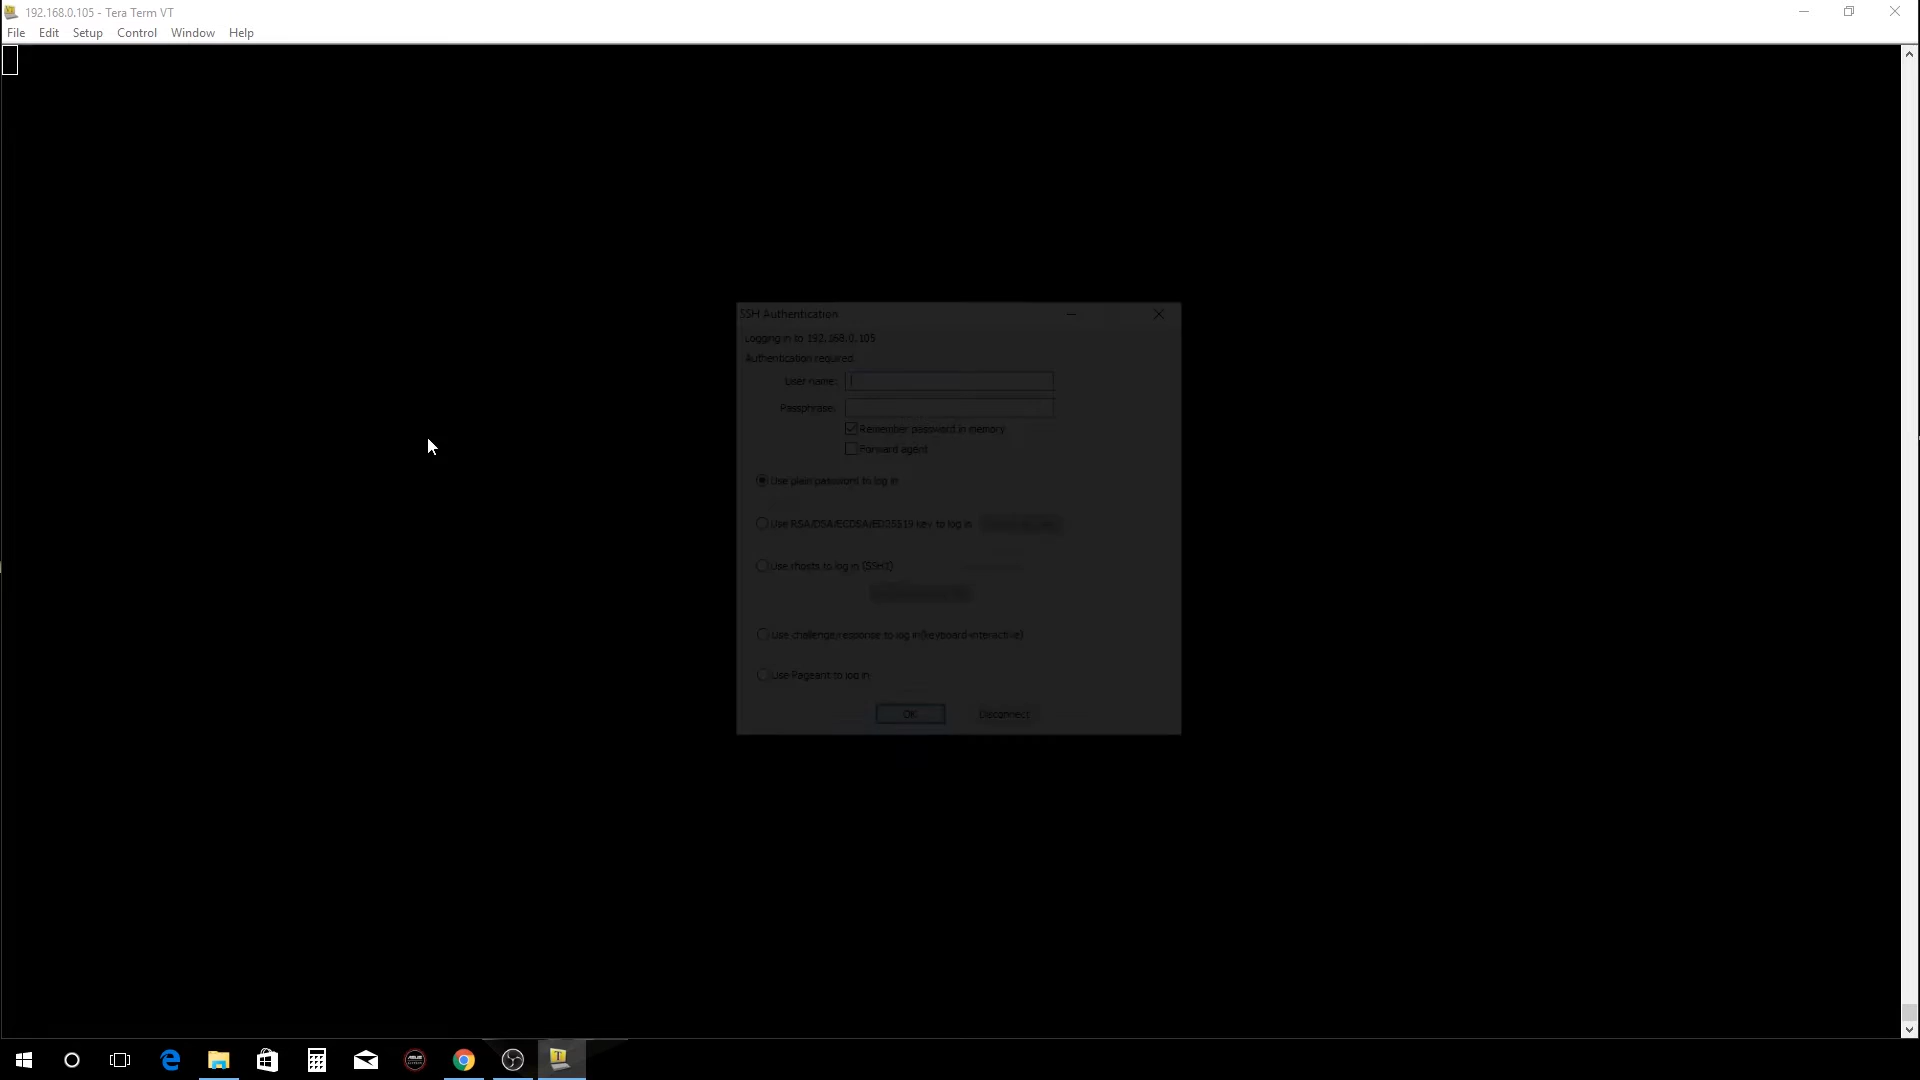 192.168.0.105 - Tera Term VT
File Edit Setup Control Window Help
SSH Authentication
Logging in to 192.168.0.105
Authentication required.
User name:
Passphrase:
Remember password in memory
Forward agent
Use plain password to log in
Use RSA/DSA/ECDSA/ED25519 key to log in
Use rhosts to log in (SSH1)
Use challenge/response to log in(keyboard-interactive)
Use Pageant to log in
OK Disconnect